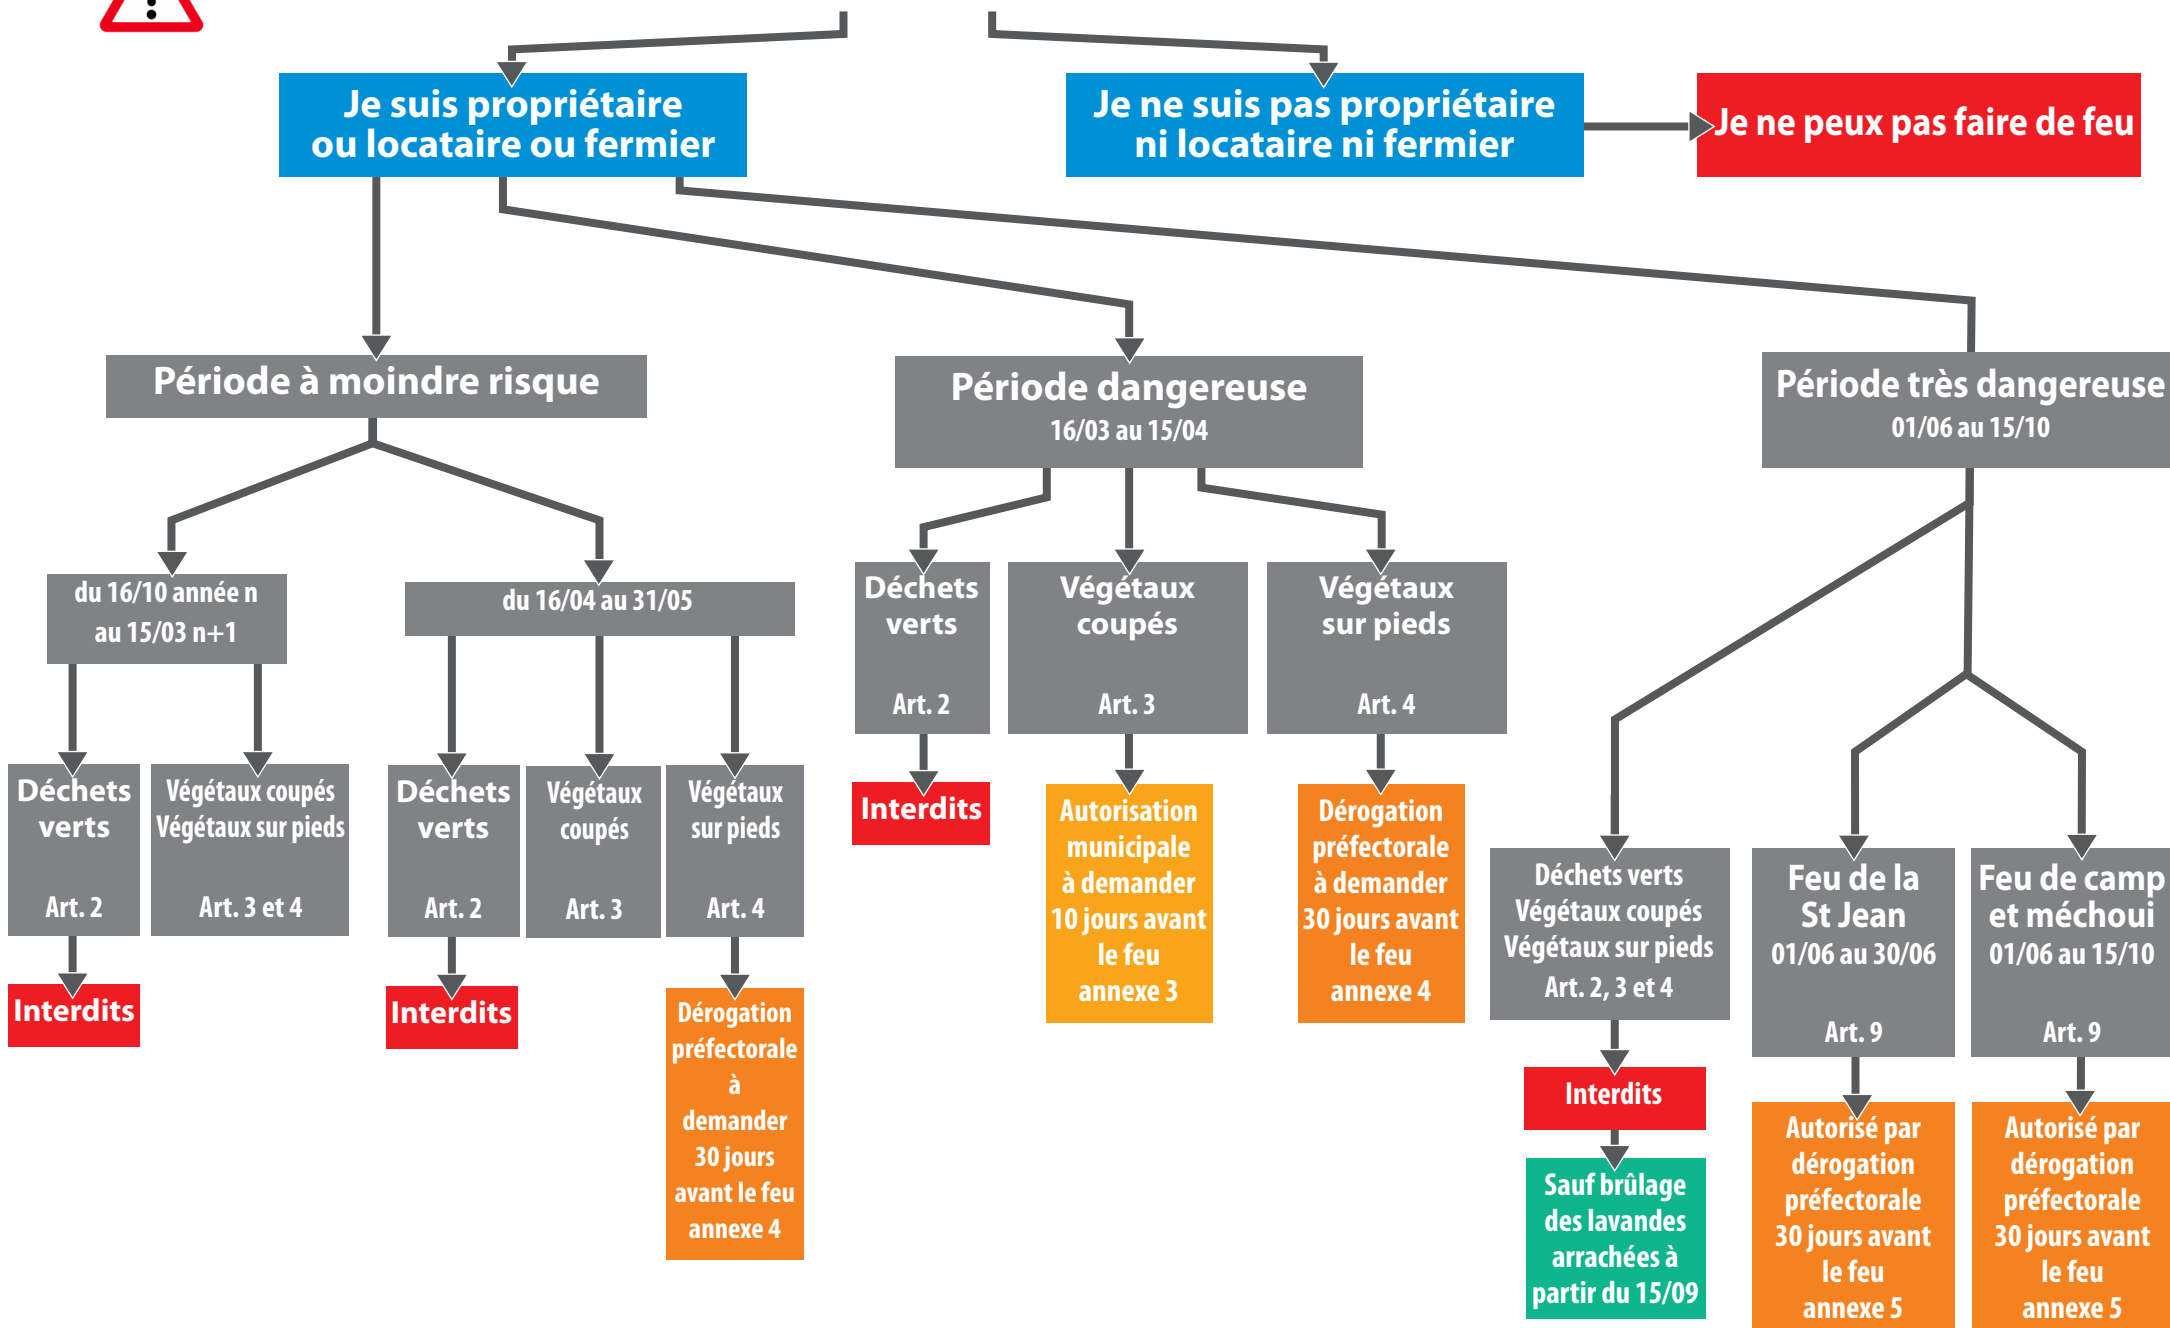 Je suis propriétaire
ou locataire ou fermier
Je ne suis pas propriétaire
ni locataire ni fermier
Je ne peux pas faire de feu
Période à moindre risque
Période dangereuse
16/03 au 15/04
Période très dangereuse
01/06 au 15/10
du 16/10 année n
au 15/03 n+1
du 16/04 au 31/05
Déchets
verts
Art. 2
Végétaux
coupés
Art. 3
Végétaux
sur pieds
Art. 4
Déchets
verts
Art. 2
Végétaux coupés
Végétaux sur pieds
Art. 3 et 4
Déchets
verts
Art. 2
Végétaux
coupés
Art. 3
Végétaux
sur pieds
Art. 4
Interdits
Autorisation
municipale
à demander
10 jours avant
le feu
annexe 3
Dérogation
préfectorale
à demander
30 jours avant
le feu
annexe 4
Déchets verts
Végétaux coupés
Végétaux sur pieds
Art. 2, 3 et 4
Feu de la
St Jean
01/06 au 30/06
Art. 9
Feu de camp
et méchoui
01/06 au 15/10
Art. 9
Interdits
Interdits
Dérogation
préfectorale
à
demander
30 jours
avant le feu
annexe 4
Interdits
Sauf brûlage
des lavandes
arrachées à
partir du 15/09
Autorisé par
dérogation
préfectorale
30 jours avant
le feu
annexe 5
Autorisé par
dérogation
préfectorale
30 jours avant
le feu
annexe 5